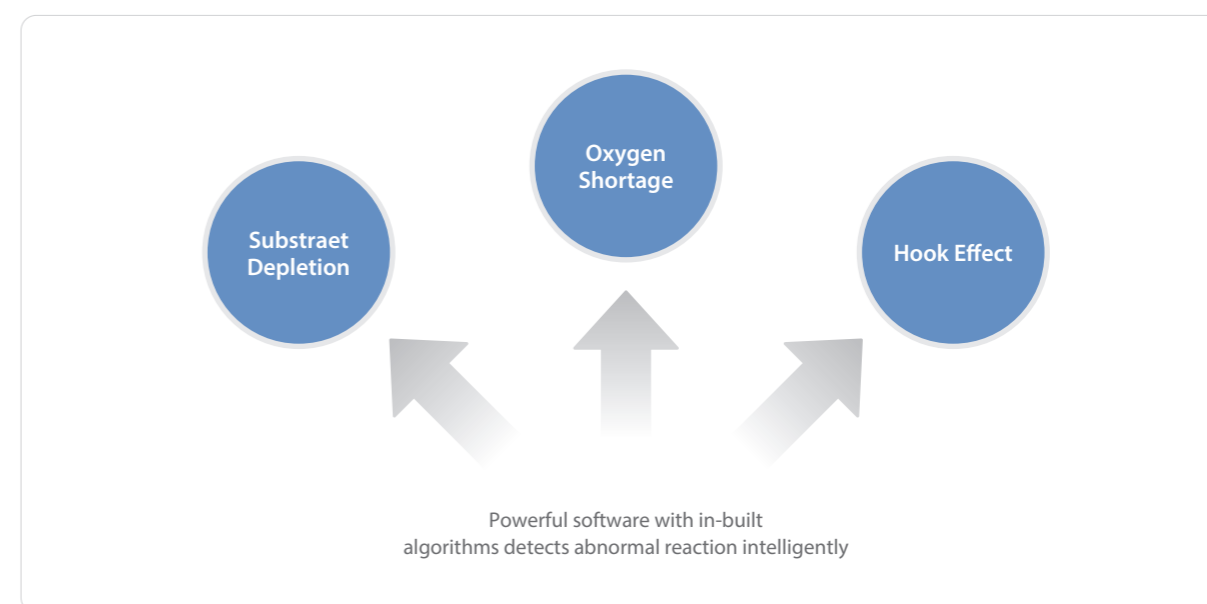 Substraet
Depletion
Oxygen
Shortage
Hook Effect
Powerful software with in-built
algorithms detects abnormal reaction intelligently